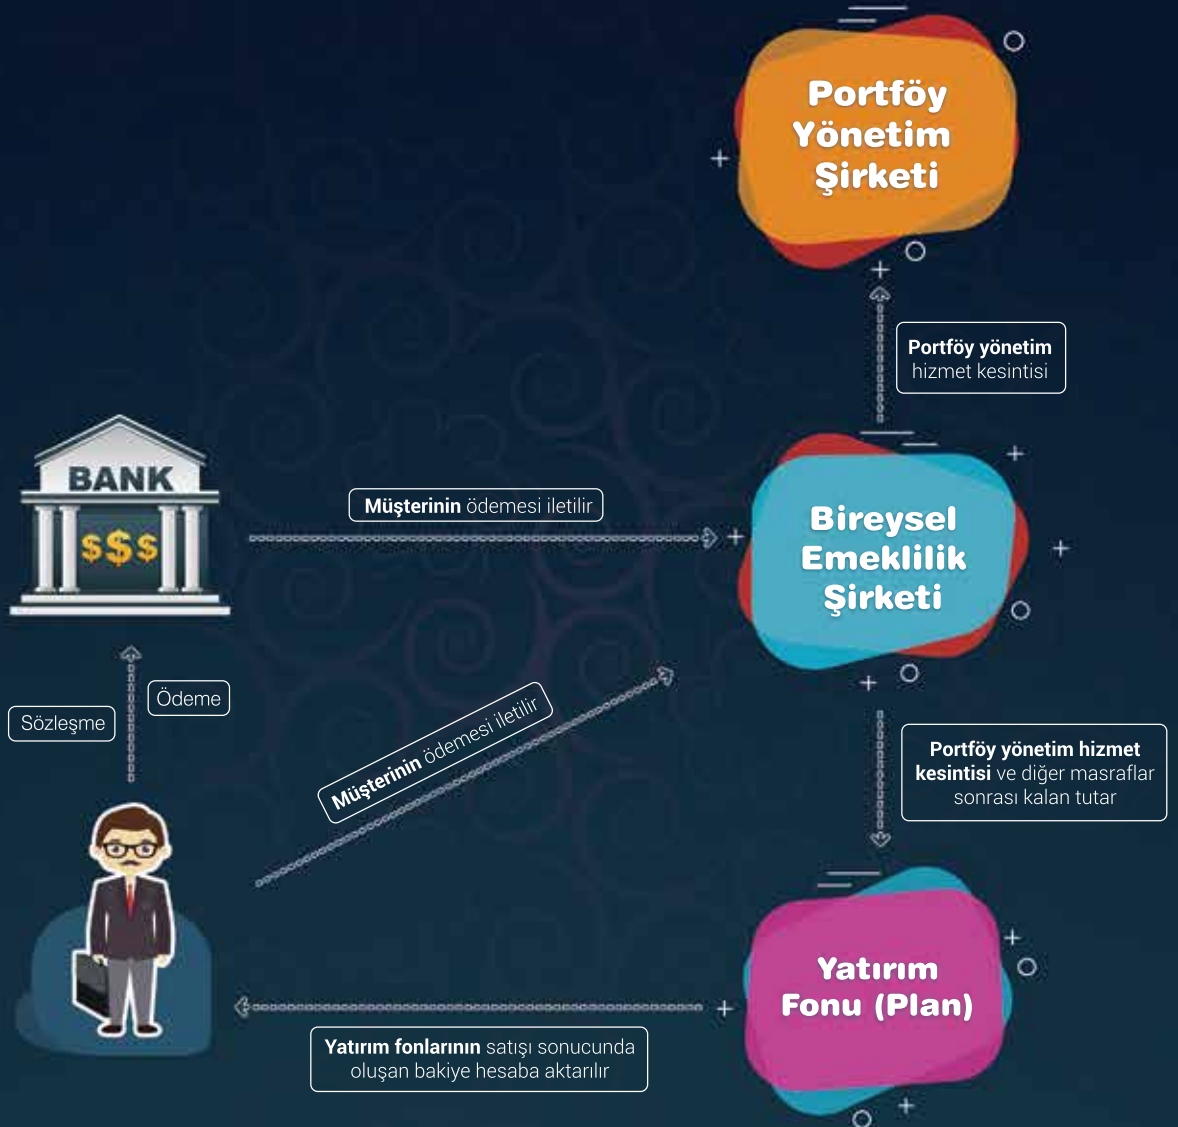 Portföy
Yönetim
Şirketi
Portföy yönetim
hizmet kesintisi
BANK
$$$
Müşterinin ödemesi iletilir
Bireysel
Emeklilik
Şirketi
Sözleşme
Ödeme
Müşterinin ödemesi iletilir
Portföy yönetim hizmet
kesintisi ve diğer masraflar
sonrası kalan tutar
Yatırım
Fonu (Plan)
Yatırım fonlarının satışı sonucunda
oluşan bakiye hesaba aktarılır